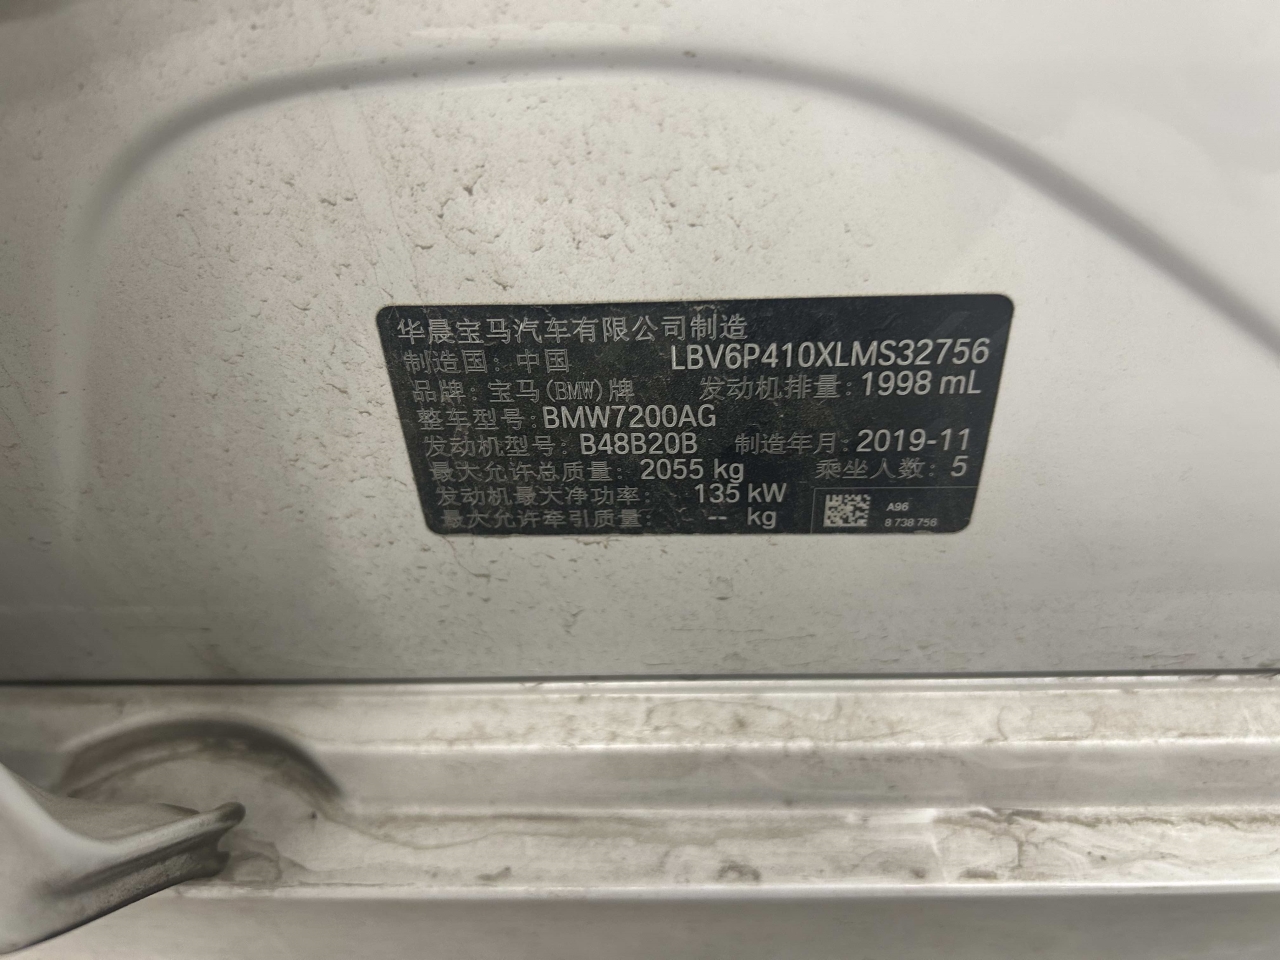 华晨宝马汽车有限公司制造
制造国：中国 LBV6P410XLMS32756
品牌：宝马(BMW)牌 发动机排量：1998 mL
整车型号：BMW7200AG
发动机型号：B48B20B 制造年月：2019-11
最大允许总质量：2055 kg 乘坐人数：5
发动机最大净功率：135 kW
最大允许牵引质量：-- kg
A96
8 738 756